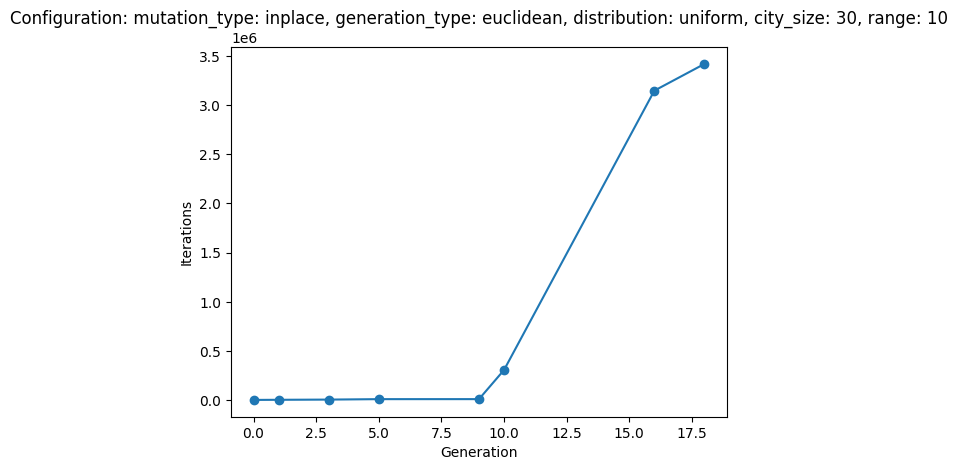 Configuration: mutation_type: inplace, generation_type: euclidean, distribution: uniform, city_size: 30, range: 10
1e6
3.5
3.0
2.5
2.0
1.5
1.0
0.5
0.0
Iterations
0.0 2.5 5.0 7.5 10.0 12.5 15.0 17.5
Generation